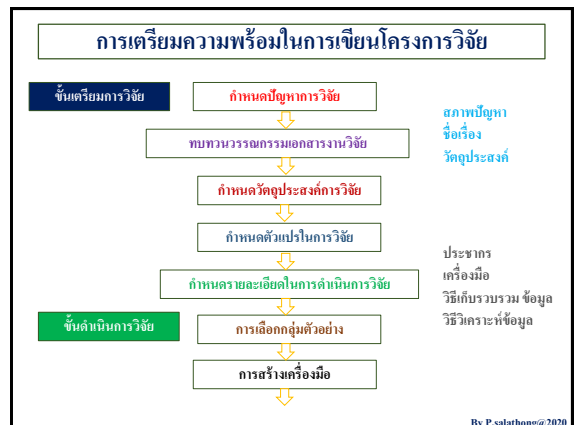 การเตรียมความพร้อมในการเขียนโครงการวิจัย
ขั้นเตรียมการวิจัย
กำหนดปัญหาการวิจัย
สภาพปัญหา
ชื่อเรื่อง
วัตถุประสงค์
ทบทวนวรรณกรรมเอกสารงานวิจัย
กำหนดวัตถุประสงค์การวิจัย
กำหนดตัวแปรในการวิจัย
กำหนดรายละเอียดในการดำเนินการวิจัย
ประชากร
เครื่องมือ
วิธีเก็บรวบรวม ข้อมูล
วิธีวิเคราะห์ข้อมูล
ขั้นดำเนินการวิจัย
การเลือกกลุ่มตัวอย่าง
การสร้างเครื่องมือ
By P.salathong@2020